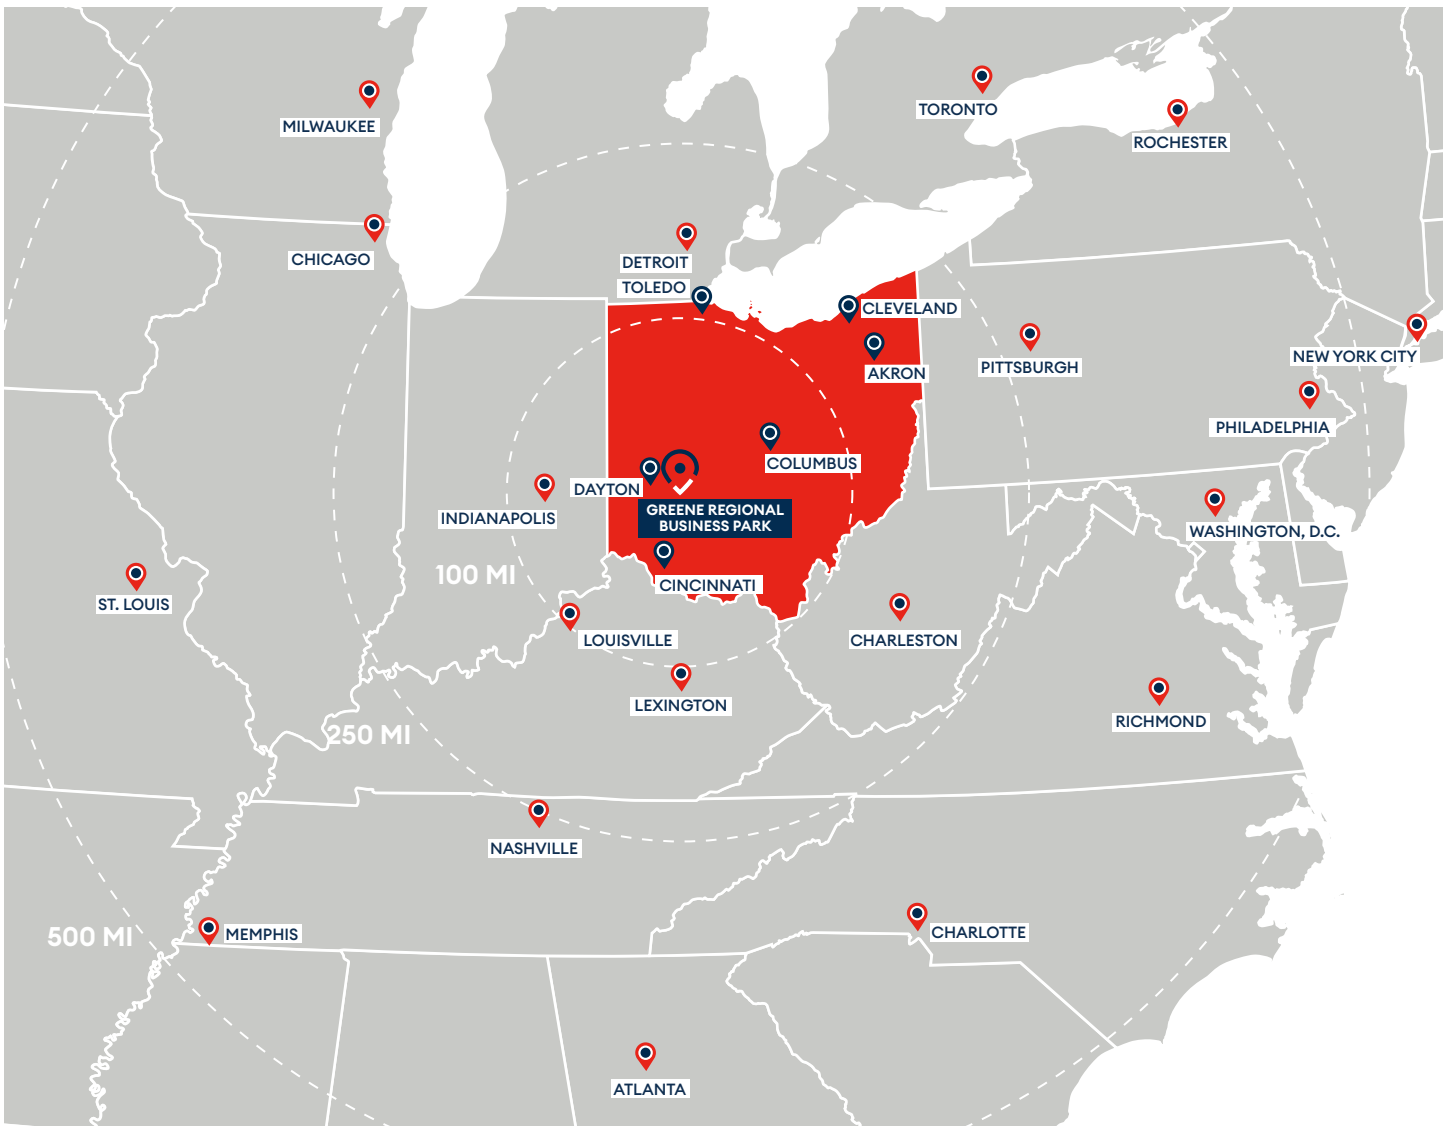 TORONTO
MILWAUKEE
ROCHESTER
CHICAGO
DETROIT
TOLEDO
CLEVELAND
NEW YORK CITY
PITTSBURGH
AKRON
PHILADELPHIA
COLUMBUS
DAYTON
GREENE REGIONAL
BUSINESS PARK
INDIANAPOLIS
WASHINGTON, D.C.
100 MI
CINCINNATI
ST. LOUIS
LOUISVILLE
CHARLESTON
LEXINGTON
RICHMOND
250 MI
NASHVILLE
500 MI
MEMPHIS
CHARLOTTE
ATLANTA